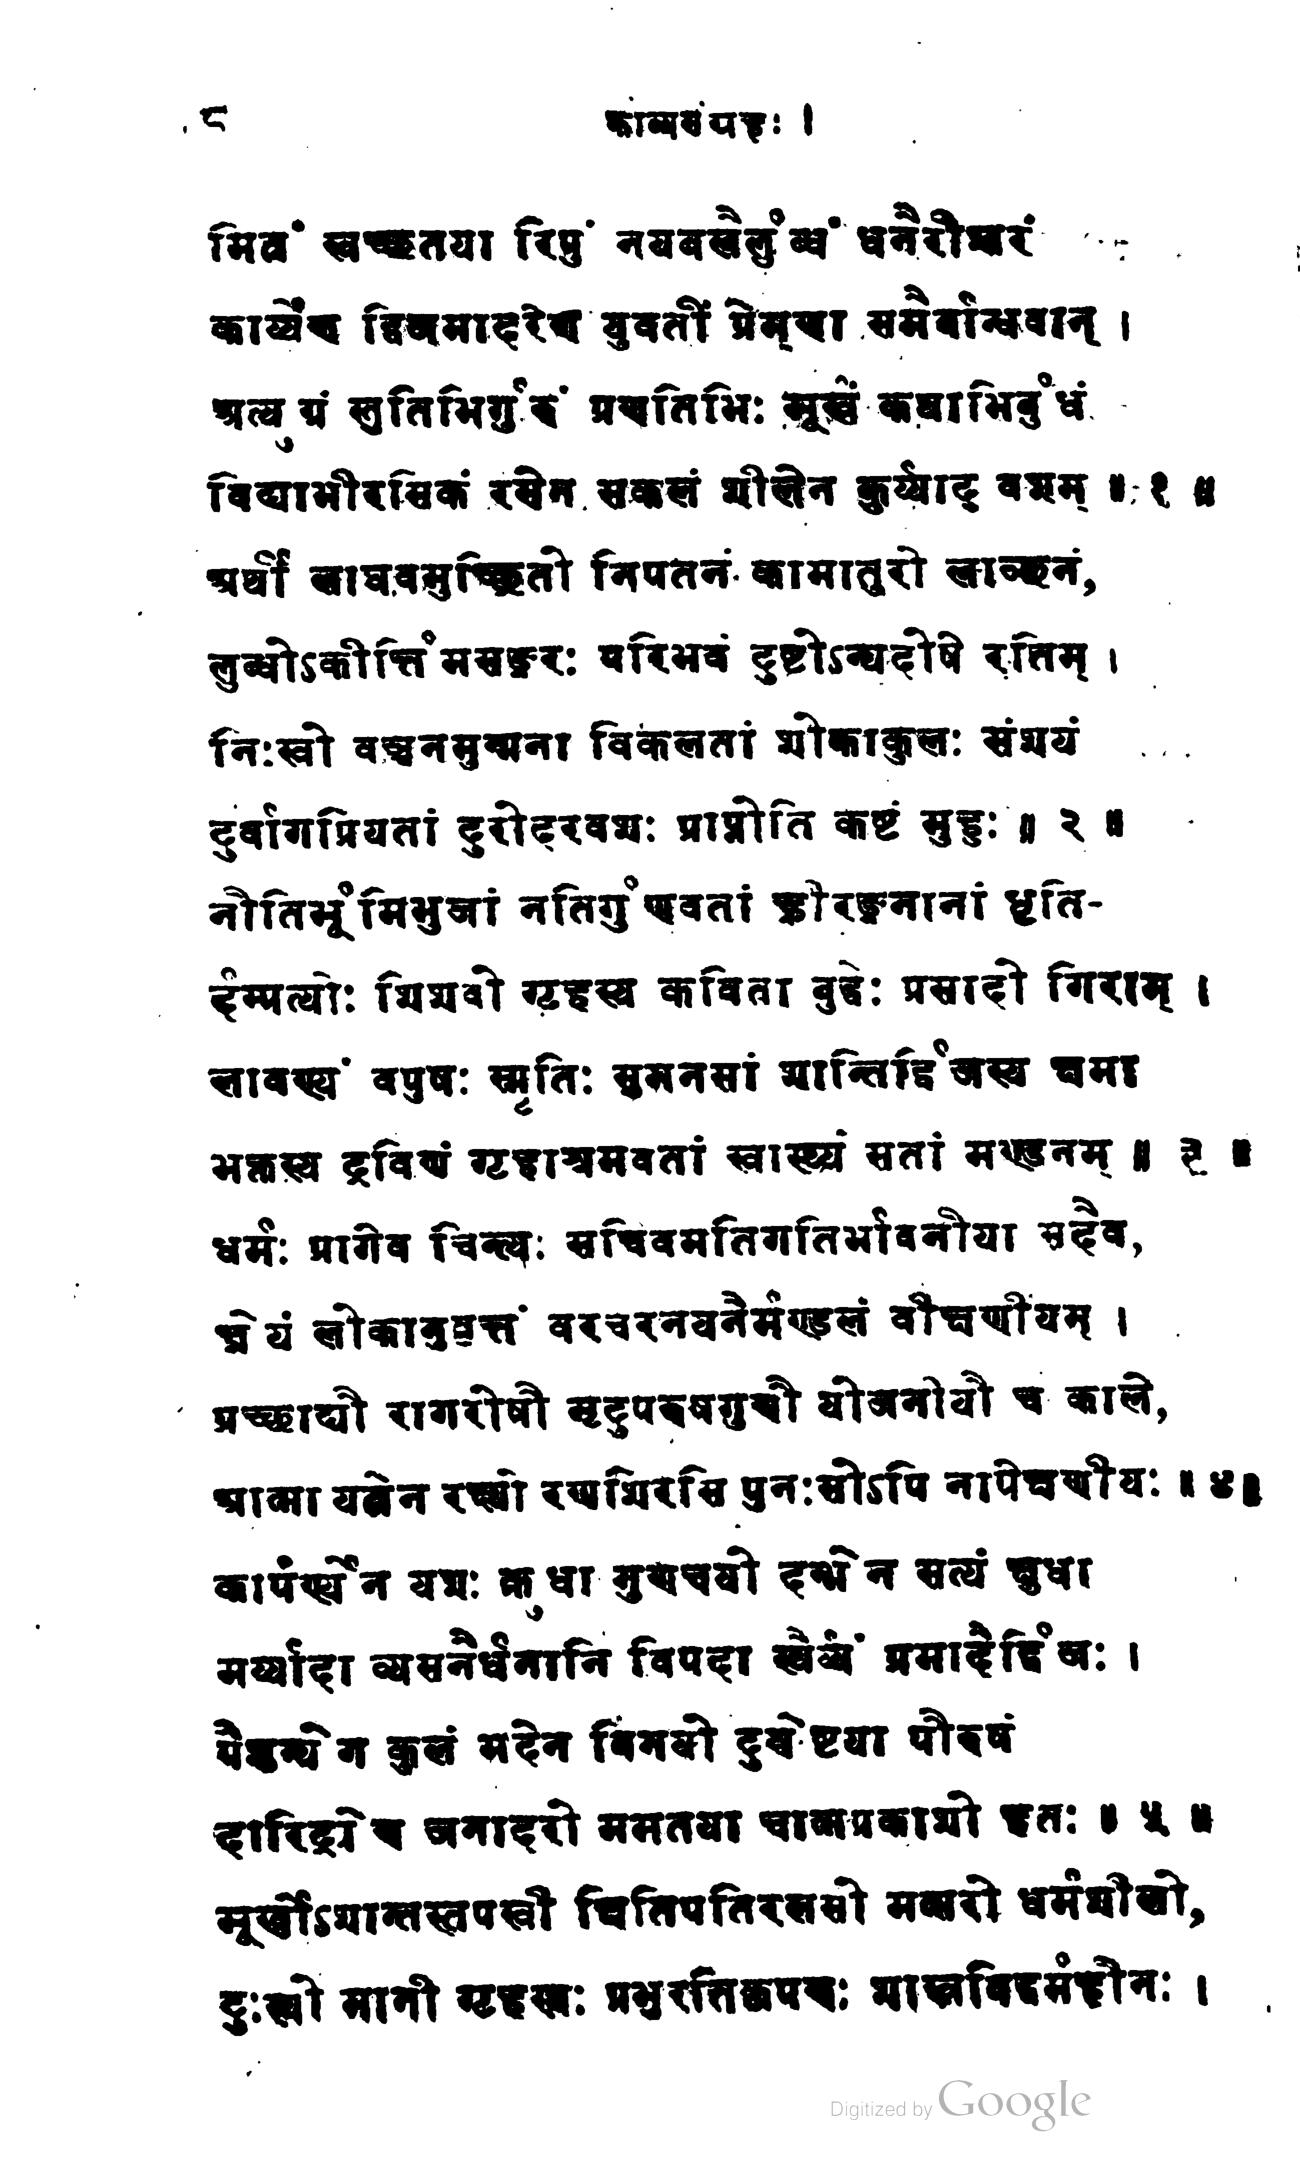 ८ काव्यसंग्रहः ।
मित्रं स्वच्छतया रिपुं नयबलैर्लुब्धं धनैरीश्वरं
कार्य्येण द्विजमादरेण युवतीं प्रेम्णा समैर्बान्धवान् ।
अत्युग्रं स्तुतिभिर्गुरुं प्रणतिभिः मूर्खं कथाभिर्बुधं
विद्याभीरसिकं रसेन सकलं शीलेन कुर्य्याद् वशम् ॥ १ ॥
अर्थी लाघवमुच्छ्रितो निपतनं कामातुरो लाञ्छनं,
लुब्धोऽकीर्त्तिमसङ्गरः परिभवं दुष्टोऽन्यदोषे रतिम् ।
निःस्वो वञ्चनमुन्मना विकलतां शोकाकुलः संशयं
दुर्वागप्रियतां दुरोदरवशः प्राप्नोति कष्टं मुहुः ॥ २ ॥
नीतिर्भूमिभुजां नतिर्गुणवतां ह्रीरङ्गनानां धृति-
र्दम्पत्योः शिशवो गृहस्य कविता बुद्धेः प्रसादो गिराम् ।
लावण्यं वपुषः स्मृतिः सुमनसां शान्तिर्द्विजस्य क्षमा
भक्तस्य द्रविणं गृहाश्रमवतां स्वास्थ्यं सतां मण्डनम् ॥ ३ ॥
धर्मः प्रागेव चिन्त्यः सचिवमतिगतिर्भावनीया सदैव,
ज्ञेयं लोकानुवृत्तं वरचरनयनैर्मण्डलं वीक्षणीयम् ।
प्रच्छाद्यौ रागरोषौ मृदुपरुषगुणौ योजनीयौ च काले,
आत्मा यत्नेन रक्ष्यो रणशिरसि पुनःसोऽपि नापेक्षणीयः ॥ ४ ॥
कार्पण्येन यशः क्रुधा गुणचयो दम्भेन सत्यं क्षुधा
मर्य्यादा व्यसनैर्धनानि विपदा स्थैर्य्यं प्रमादैर्द्विजः ।
पैशुन्येन कुलं मदेन विनयो दुश्चेष्टया पौरुषं
दारिद्र्येण जनादरो ममतया चात्मप्रकाशो हतः ॥ ५ ॥
मूर्खोऽशान्तस्तपस्वी क्षितिपतिरलसो मत्सरो धर्मशीलो,
दुःस्थो मानी गृहस्थः प्रभुरतिकृपणः शास्त्रविद्धर्महीनः ।
Digitized by Google